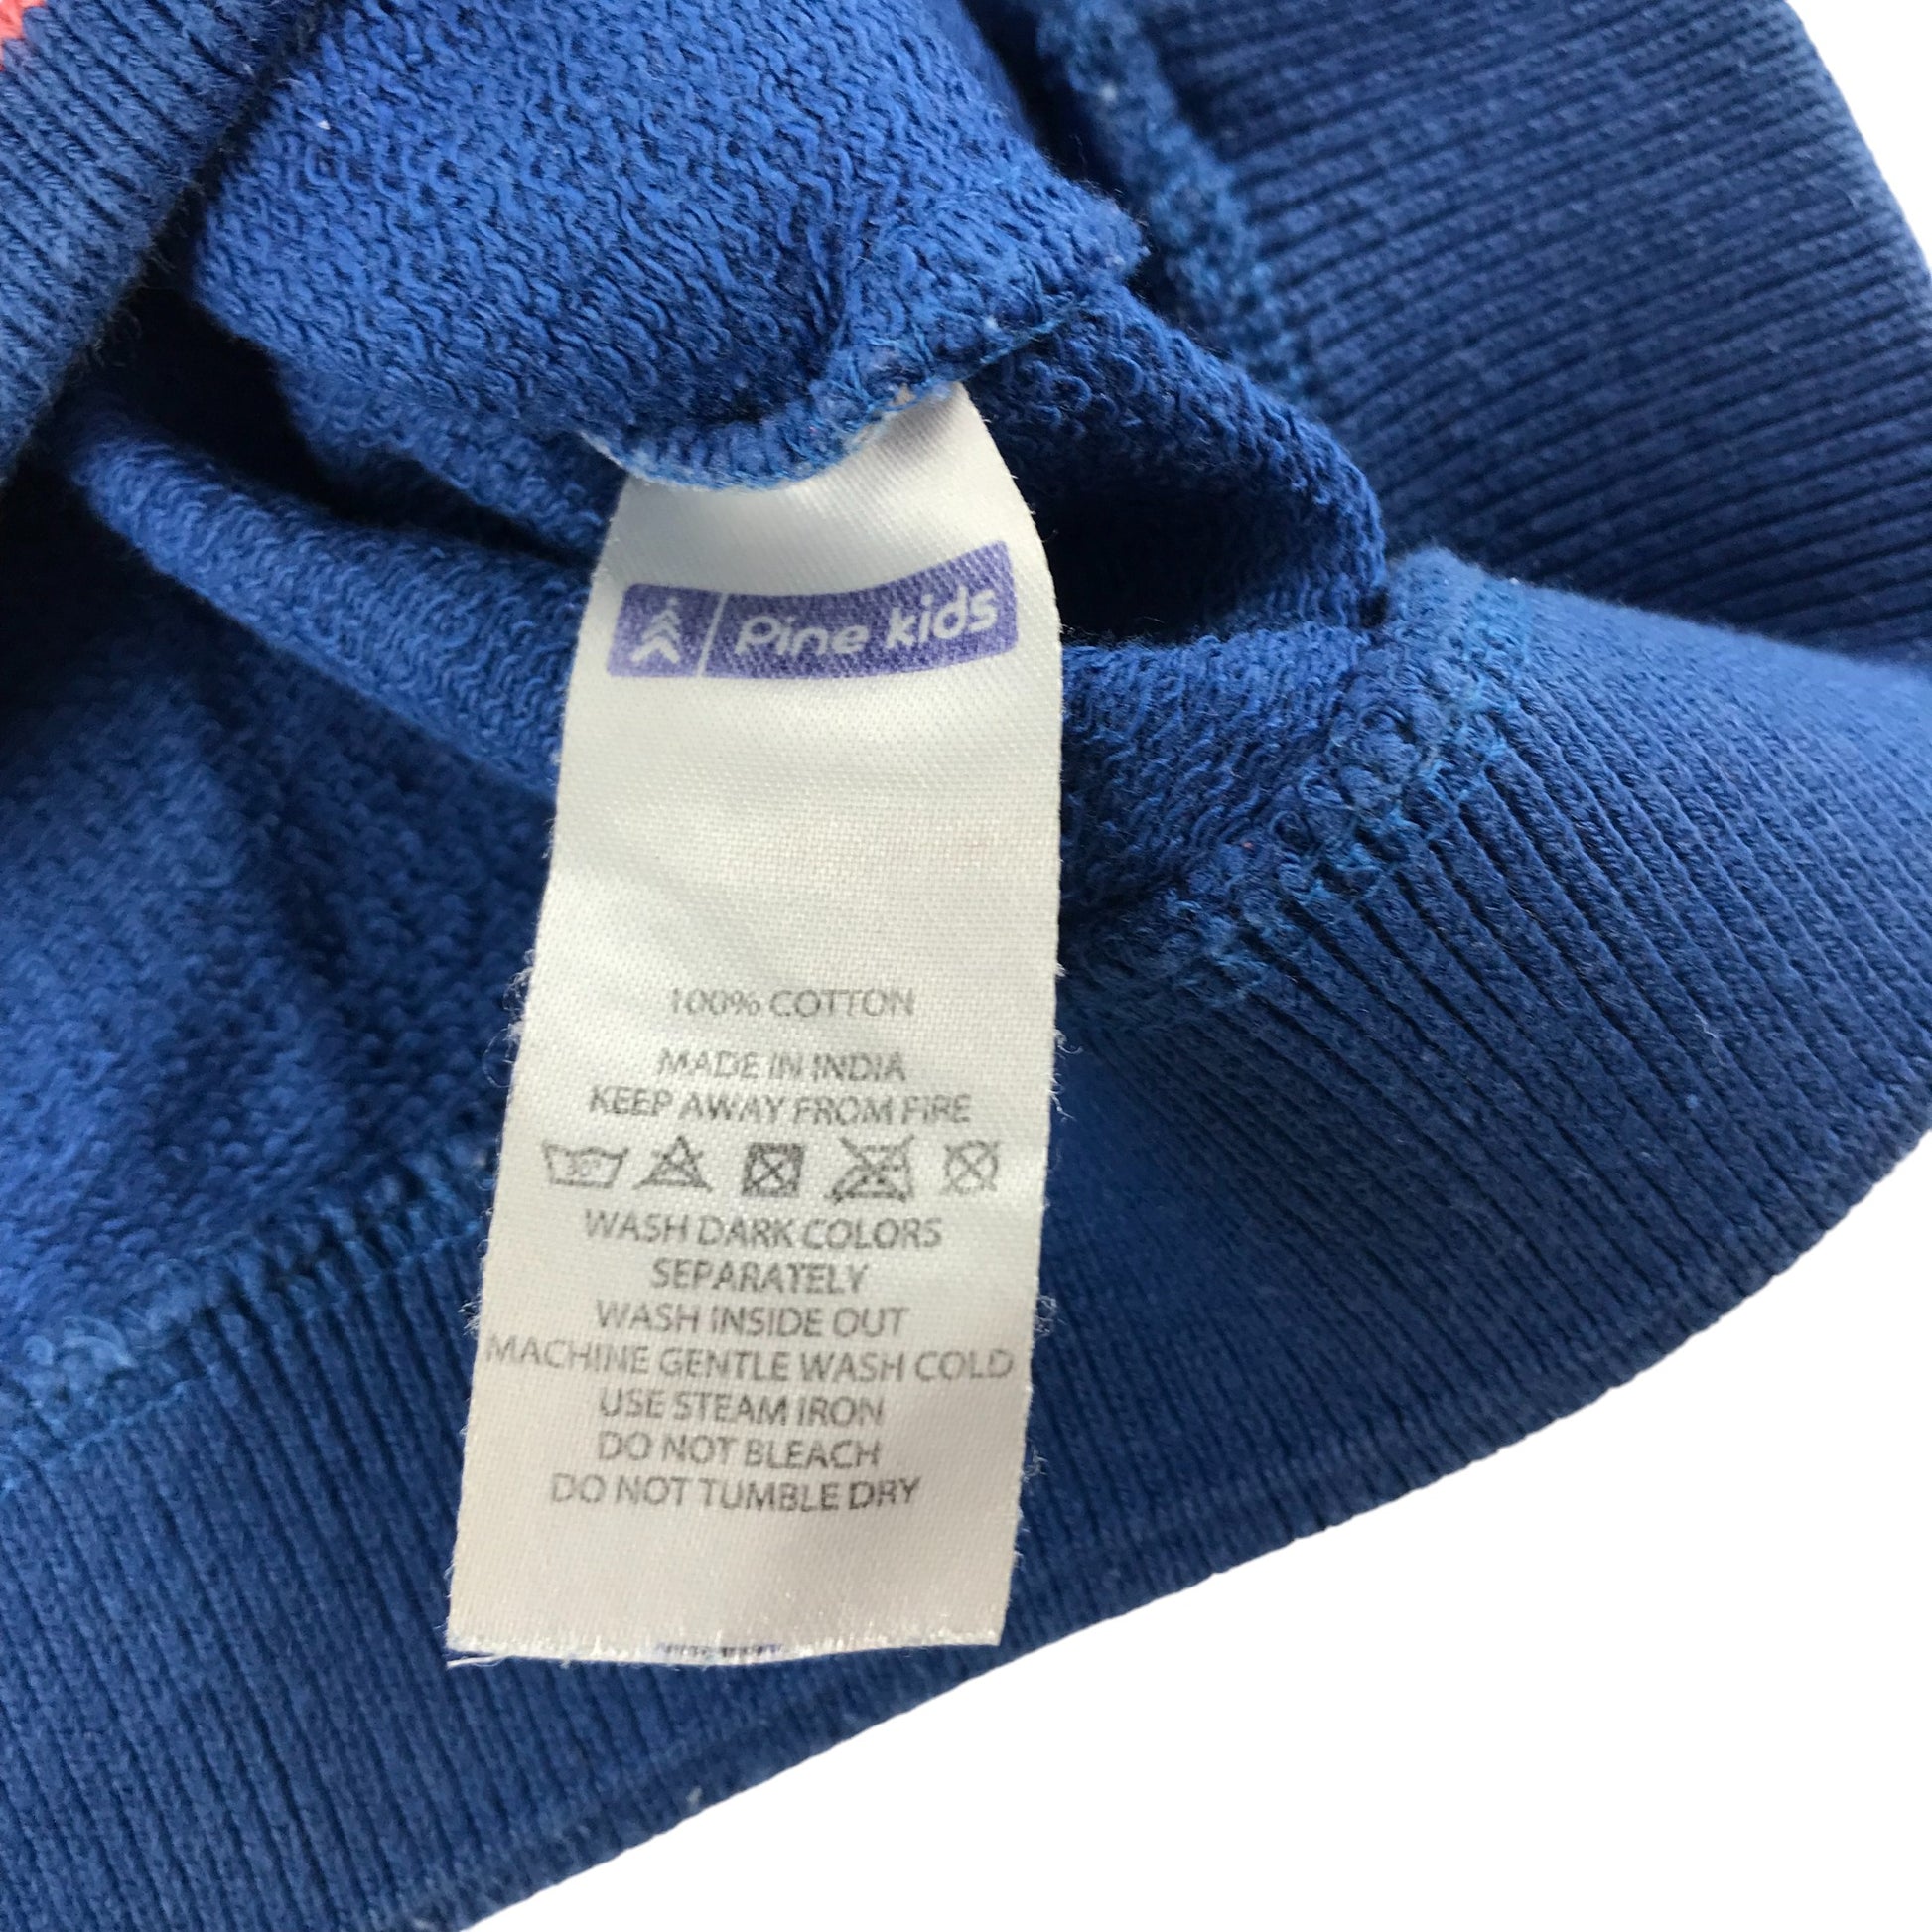 Pine kids
100% COTTON
MADE IN INDIA
KEEP AWAY FROM FIRE
30°
WASH DARK COLORS
SEPARATELY
WASH INSIDE OUT
MACHINE GENTLE WASH COLD
USE STEAM IRON
DO NOT BLEACH
DO NOT TUMBLE DRY